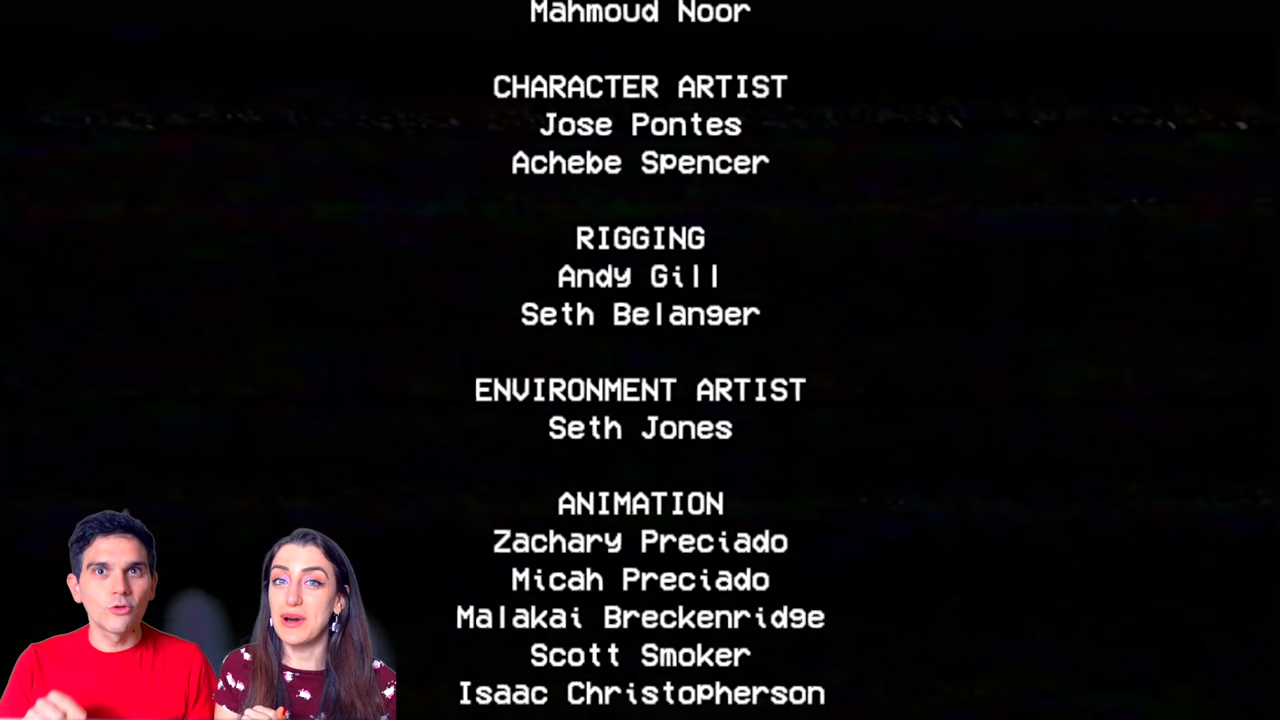 Mahmoud Noor
CHARACTER ARTIST
Jose Pontes
Achebe Spencer
RIGGING
Andy Gill
Seth Belanger
ENVIRONMENT ARTIST
Seth Jones
ANIMATION
Zachary Preciado
Micah Preciado
Malakai Breckenridge
Scott Smoker
Isaac Christopherson